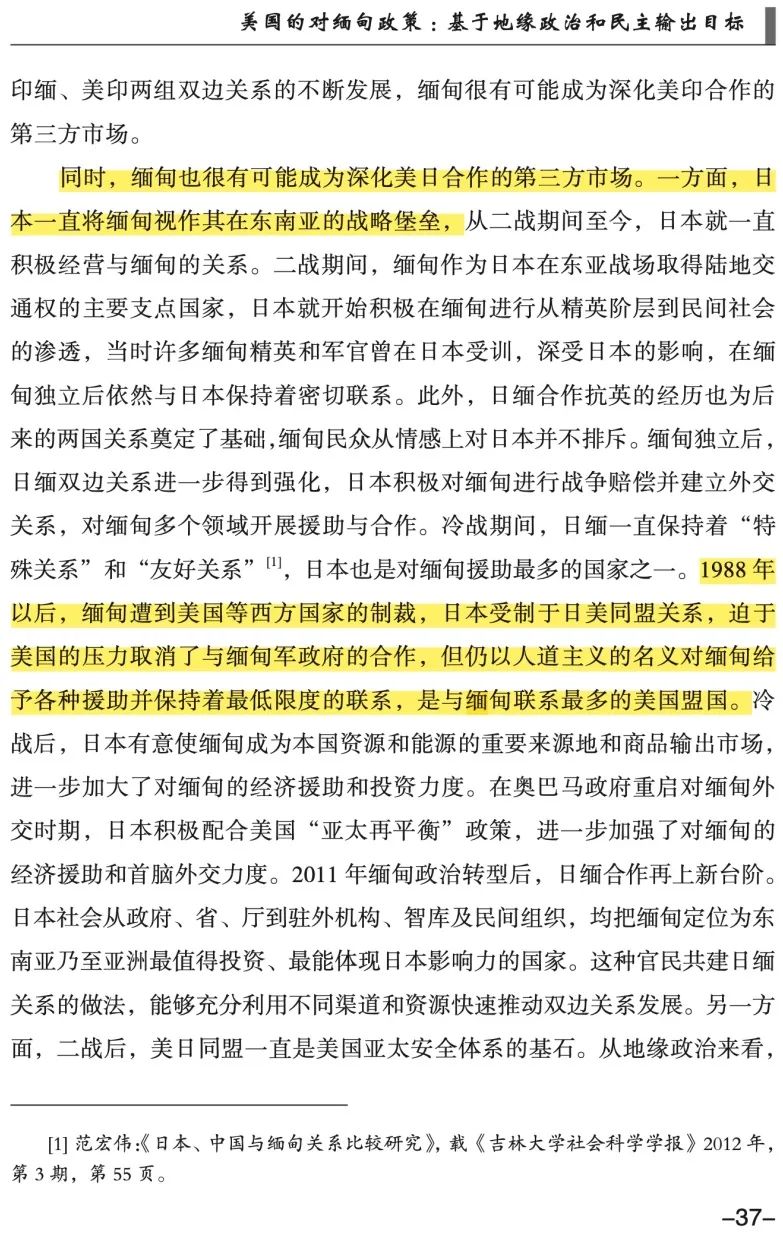 美国的对缅甸政策：基于地缘政治和民主输出目标
印缅、美印两组双边关系的不断发展，缅甸很有可能成为深化美印合作的
第三方市场。
同时，缅甸也很有可能成为深化美日合作的第三方市场。一方面，日
本一直将缅甸视作其在东南亚的战略堡垒，从二战期间至今，日本就一直
积极经营与缅甸的关系。二战期间，缅甸作为日本在东亚战场取得陆地交
通权的主要支点国家，日本就开始积极在缅甸进行从精英阶层到民间社会
的渗透，当时许多缅甸精英和军官曾在日本受训，深受日本的影响，在缅
甸独立后依然与日本保持着密切联系。此外，日缅合作抗英的经历也为后
来的两国关系奠定了基础，缅甸民众从情感上对日本并不排斥。缅甸独立后，
日缅双边关系进一步得到强化，日本积极对缅甸进行战争赔偿并建立外交
关系，对缅甸多个领域开展援助与合作。冷战期间，日缅一直保持着“特
殊关系”和“友好关系”[1]，日本也是对缅甸援助最多的国家之一。1988 年
以后，缅甸遭到美国等西方国家的制裁，日本受制于日美同盟关系，迫于
美国的压力取消了与缅甸军政府的合作，但仍以人道主义的名义对缅甸给
予各种援助并保持着最低限度的联系，是与缅甸联系最多的美国盟国。冷
战后，日本有意使缅甸成为本国资源和能源的重要来源地和商品输出市场，
进一步加大了对缅甸的经济援助和投资力度。在奥巴马政府重启对缅甸外
交时期，日本积极配合美国“亚太再平衡”政策，进一步加强了对缅甸的
经济援助和首脑外交力度。2011 年缅甸政治转型后，日缅合作再上新台阶。
日本社会从政府、省、厅到驻外机构、智库及民间组织，均把缅甸定位为东
南亚乃至亚洲最值得投资、最能体现日本影响力的国家。这种官民共建日缅
关系的做法，能够充分利用不同渠道和资源快速推动双边关系发展。另一方
面，二战后，美日同盟一直是美国亚太安全体系的基石。从地缘政治来看，
[1] 范宏伟：《日本、中国与缅甸关系比较研究》，载《吉林大学社会科学学报》2012 年，
第 3 期，第 55 页。
-37-